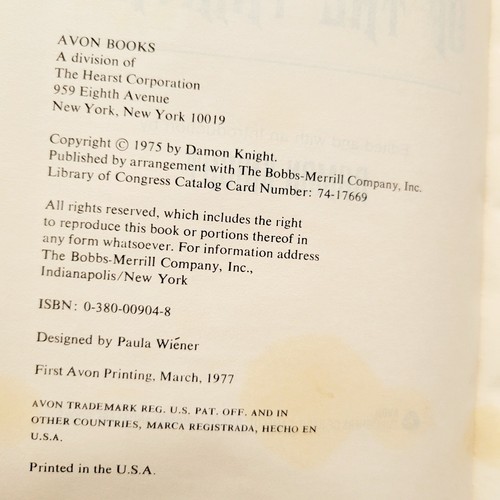 AVON BOOKS
A division of
The Hearst Corporation
959 Eighth Avenue
New York, New York 10019
Copyright © 1975 by Damon Knight.
Published by arrangement with The Bobbs-Merrill Company, Inc.
Library of Congress Catalog Card Number: 74-17669
All rights reserved, which includes the right
to reproduce this book or portions thereof in
any form whatsoever. For information address
The Bobbs-Merrill Company, Inc.,
Indianapolis/New York
ISBN: 0-380-00904-8
Designed by Paula Wiener
First Avon Printing, March, 1977
AVON TRADEMARK REG. U.S. PAT. OFF. AND IN
OTHER COUNTRIES, MARCA REGISTRADA, HECHO EN
U.S.A.
Printed in the U.S.A.